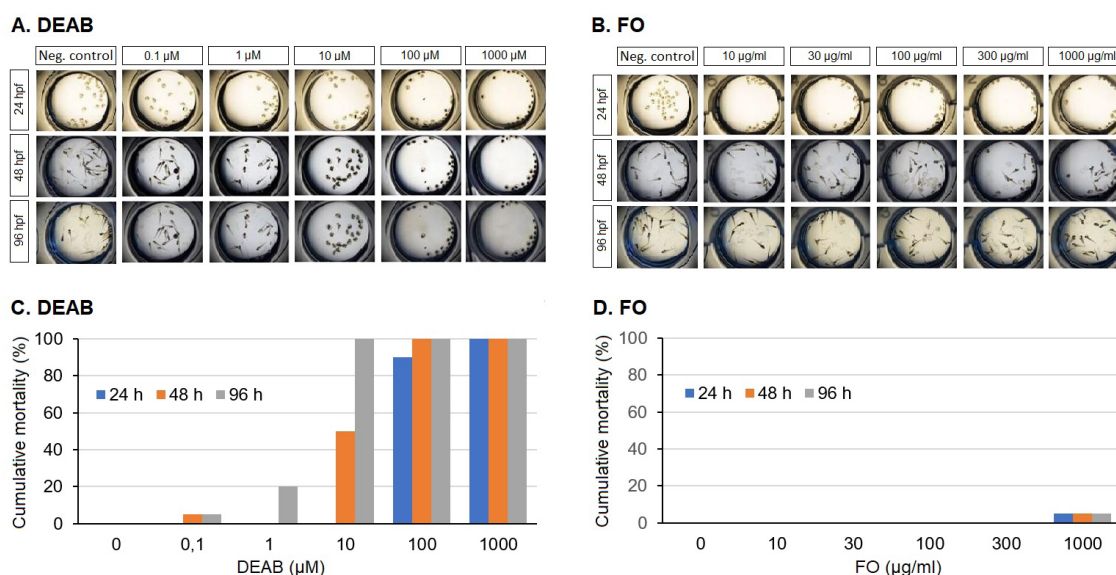 A. DEAB
Neg. control 0.1 µM 1 µM 10 µM 100 µM 1000 µM
24 hpf
48 hpf
96 hpf
B. FO
Neg. control 10 µg/ml 30 µg/ml 100 µg/ml 300 µg/ml 1000 µg/ml
24 hpf
48 hpf
96 hpf
C. DEAB
Cumulative mortality (%)
100
80
60
40
20
0
24 h 48 h 96 h
0 0,1 1 10 100 1000
DEAB (µM)
D. FO
Cumulative mortality (%)
100
80
60
40
20
0
24 h 48 h 96 h
0 10 30 100 300 1000
FO (µg/ml)